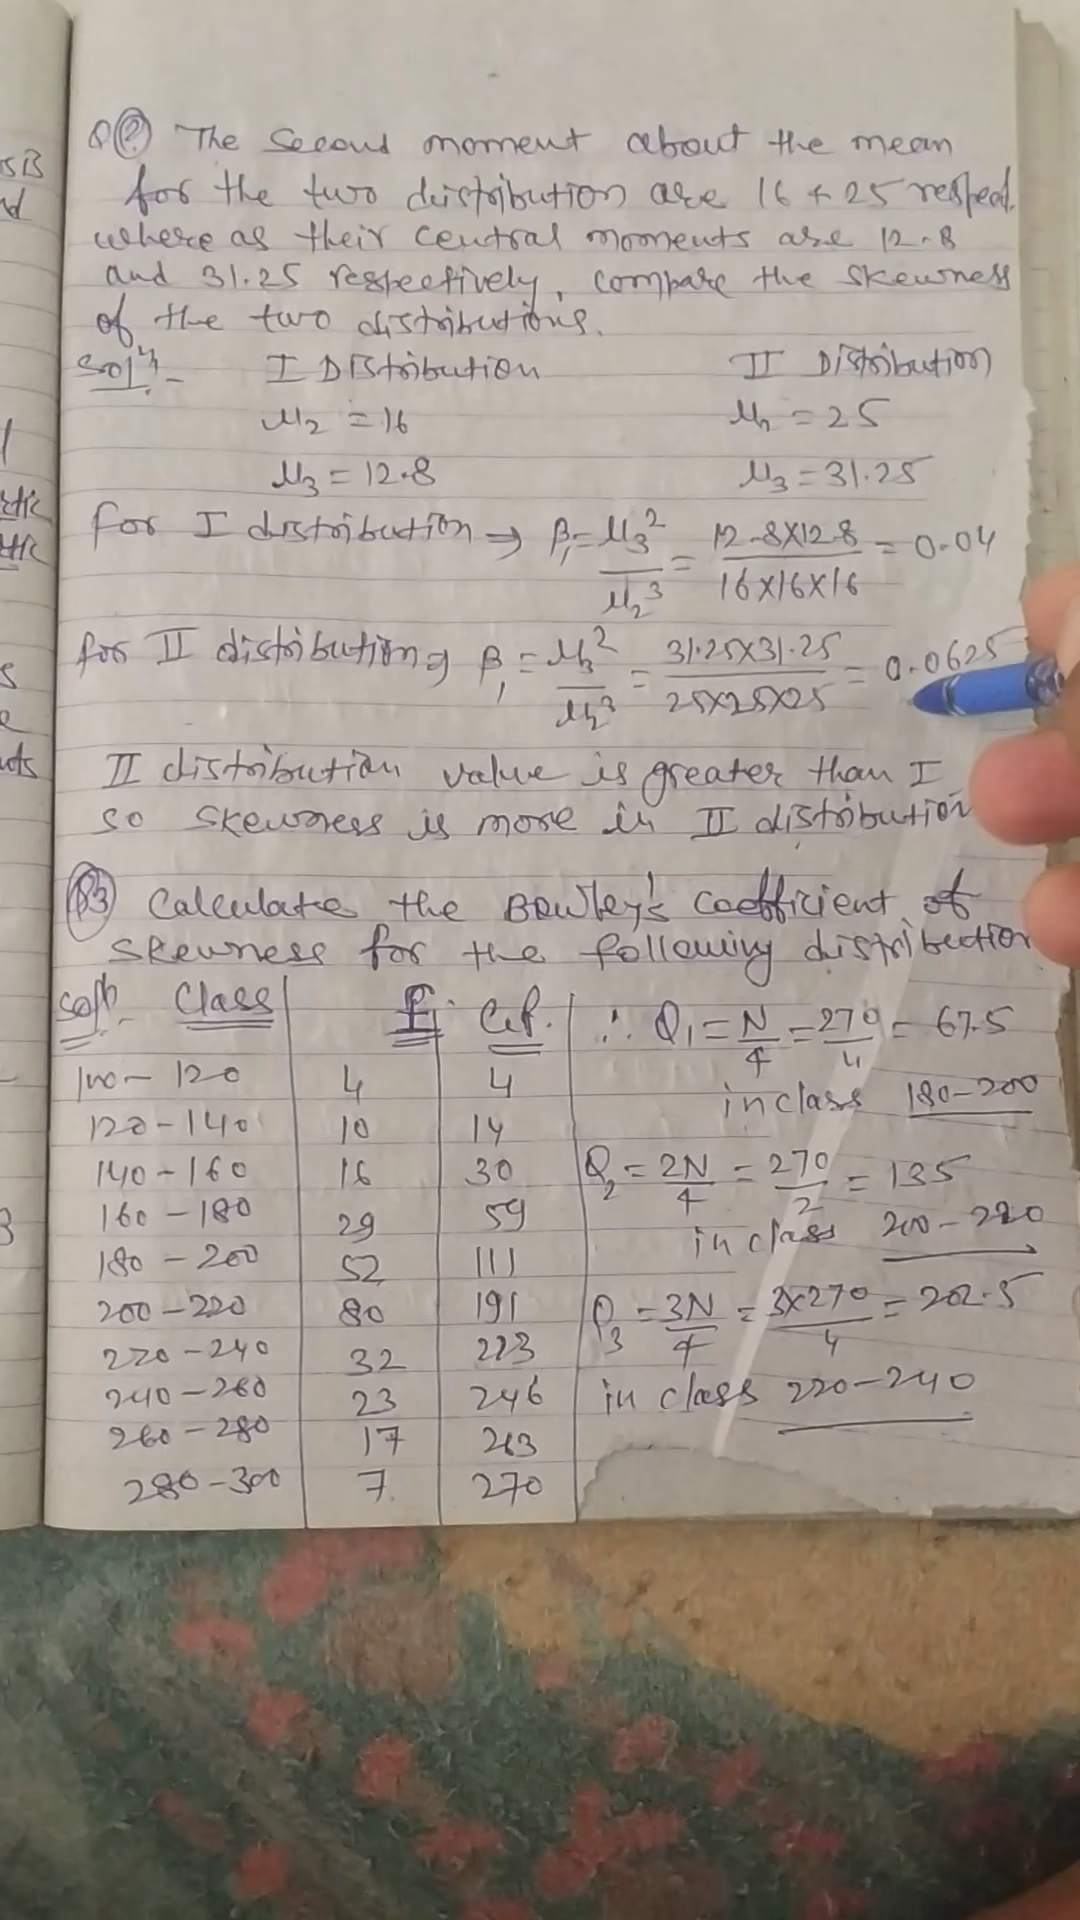 Q(2) The second moment about the mean
for the two distribution are 16 & 25 respect.
where as their central moments are 12.8
and 31.25 respectively, compare the skewness
of the two distributions.
Solⁿ - I Distribution II Distribution
μ₂ = 16 μ₂ = 25
μ₃ = 12.8 μ₃ = 31.25
for I distribution ⇒ β₁ = μ₃²/μ₂³ = 12.8×12.8/16×16×16 = 0.04
for II distribution ⇒ β₁ = μ₃²/μ₂³ = 31.25×31.25/25×25×25 = 0.0625
II distribution value is greater than I
so skewness is more in II distribution
Q3 Calculate the Bowley's coefficient of
skewness for the following distribution
Solⁿ- Class f C.f. ∴ Q₁ = N/4 = 270/4 = 67.5
100 - 120 4 4 in class 180-200
120 - 140 10 14
140 - 160 16 30 Q₂ = 2N/4 = 270/2 = 135
160 - 180 29 59 in class 200-220
180 - 200 52 111
200 - 220 80 191 Q₃ = 3N/4 = 3×270/4 = 202.5
220 - 240 32 223
240 - 260 23 246 in class 220-240
260 - 280 17 263
280 - 300 7 270